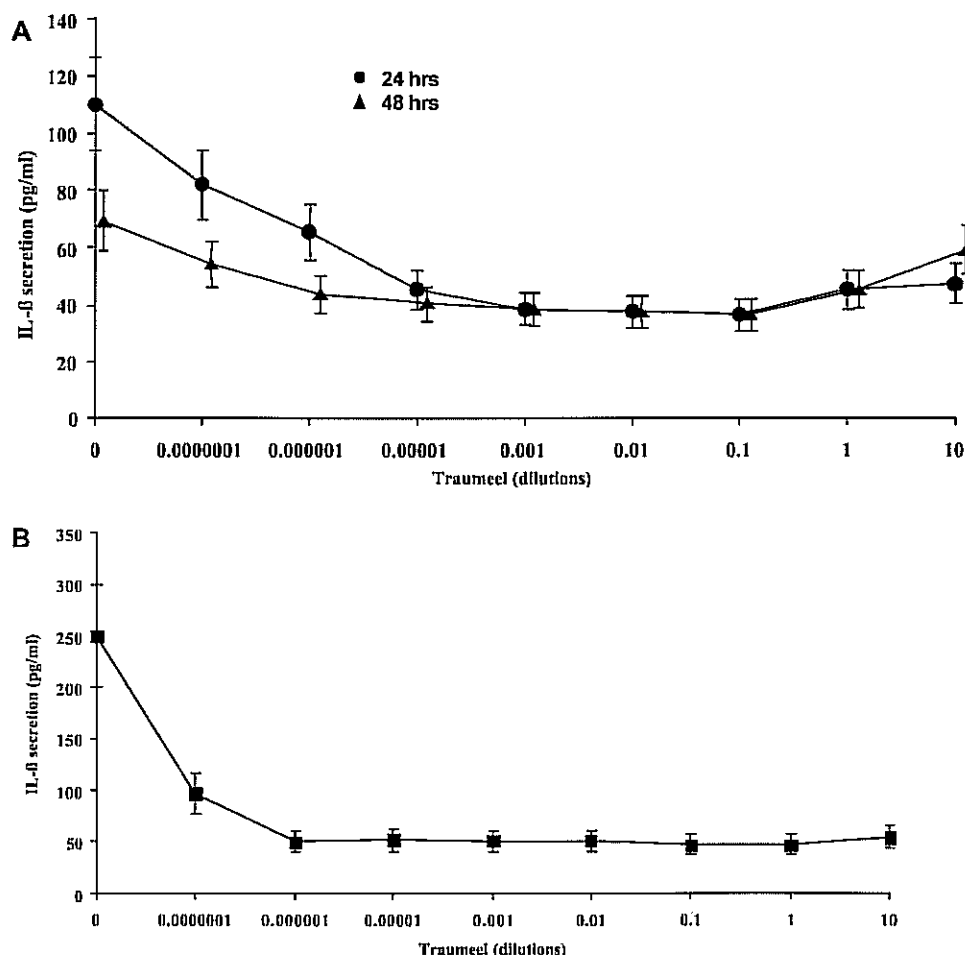 A
140
120
100
80
60
40
20
0
IL-ß secretion (pg/ml)
24 hrs
48 hrs
0 0.0000001 0.000001 0.00001 0.001 0.01 0.1 1 10
Traumeel (dilutions)
B
350
300
250
200
150
100
50
0
IL-ß secretion (pg/ml)
0 0.0000001 0.000001 0.00001 0.001 0.01 0.1 1 10
Traumeel (dilutions)